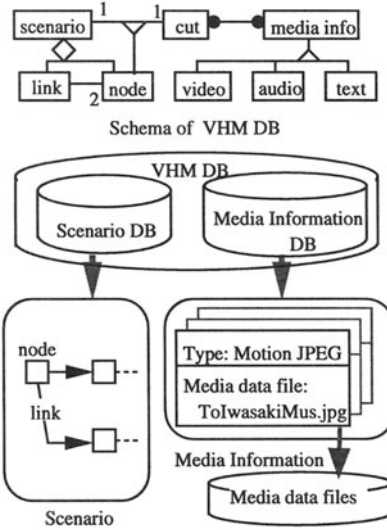 scenario 1 1 cut media info
link 2 node video audio text
Schema of VHM DB
VHM DB
Scenario DB
Media Information
DB
Type: Motion JPEG
node
Media data file:
ToIwasakiMus.jpg
link
Media Information
Media data files
Scenario